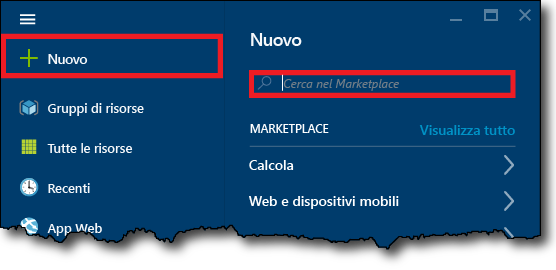 Nuovo
Gruppi di risorse
Tutte le risorse
Recenti
App Web
Nuovo
Cerca nel Marketplace
MARKETPLACE Visualizza tutto
Calcola
Web e dispositivi mobili